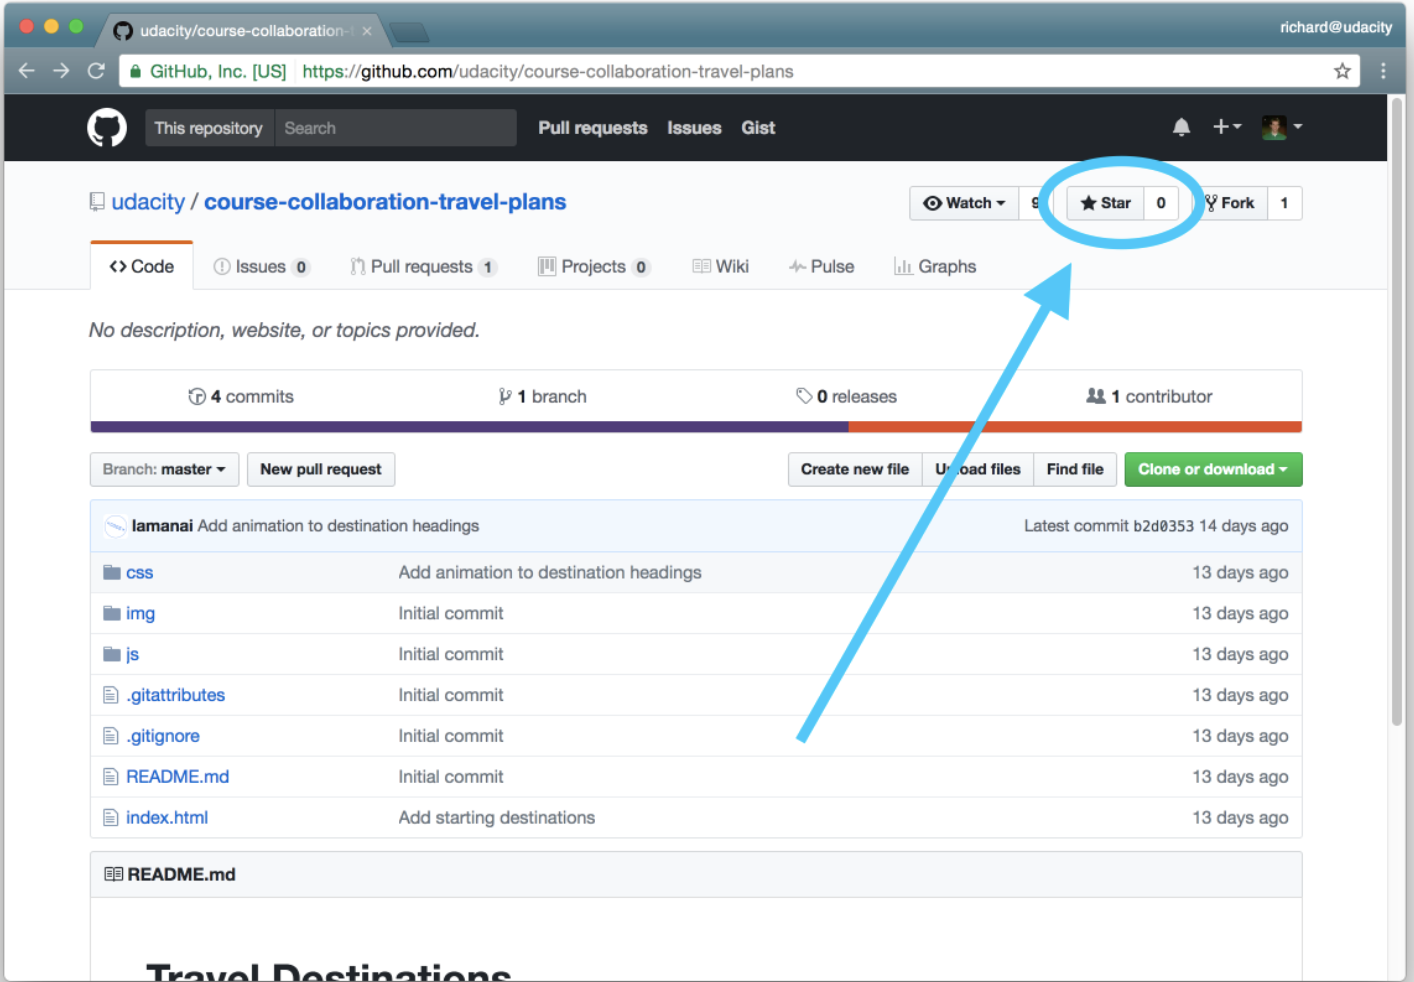 udacity/course-collaboration-t
richard@udacity
GitHub, Inc. [US] https://github.com/udacity/course-collaboration-travel-plans
This repository Search Pull requests Issues Gist
udacity / course-collaboration-travel-plans Watch 9 Star 0 Fork 1
Code Issues 0 Pull requests 1 Projects 0 Wiki Pulse Graphs
No description, website, or topics provided.
4 commits 1 branch 0 releases 1 contributor
Branch: master New pull request Create new file Upload files Find file Clone or download
lamanai Add animation to destination headings Latest commit b2d0353 14 days ago
css Add animation to destination headings 13 days ago
img Initial commit 13 days ago
js Initial commit 13 days ago
.gitattributes Initial commit 13 days ago
.gitignore Initial commit 13 days ago
README.md Initial commit 13 days ago
index.html Add starting destinations 13 days ago
README.md
Travel Destinations